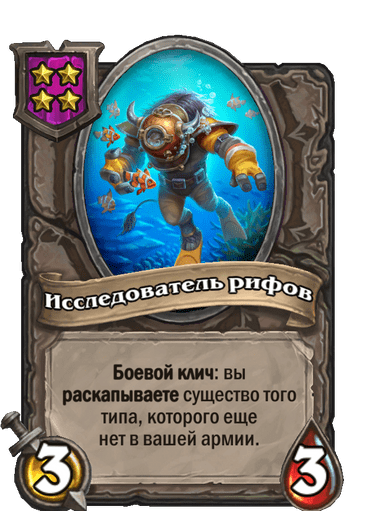 Исследователь рифов
Боевой клич: вы
раскапываете существо того
типа, которого еще
нет в вашей армии.
3
3